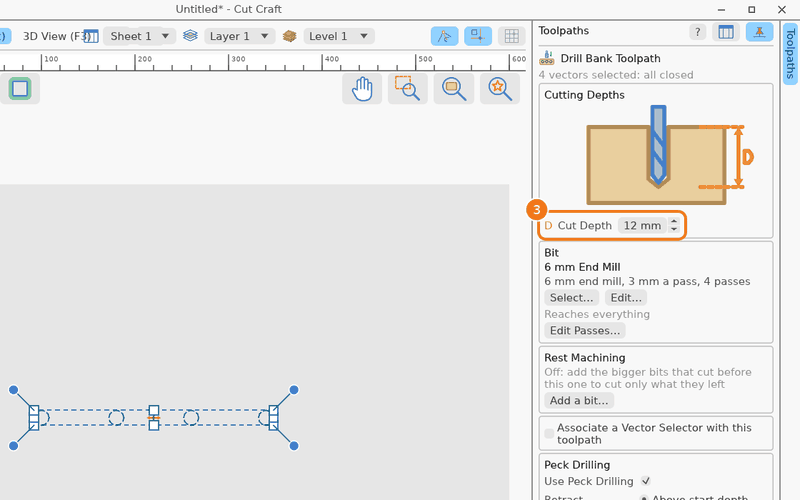 Untitled* - Cut Craft
3D View (F3)
Sheet 1
Layer 1
Level 1
100
200
300
400
500
600
Toolpaths
?
Toolpaths
Drill Bank Toolpath
4 vectors selected: all closed
Cutting Depths
D
3
D Cut Depth 12 mm
Bit
6 mm End Mill
6 mm end mill, 3 mm a pass, 4 passes
Select... Edit...
Reaches everything
Edit Passes...
Rest Machining
Off: add the bigger bits that cut before
this one to cut only what they left
Add a bit...
Associate a Vector Selector with this
toolpath
Peck Drilling
Use Peck Drilling
Retract
Above start depth